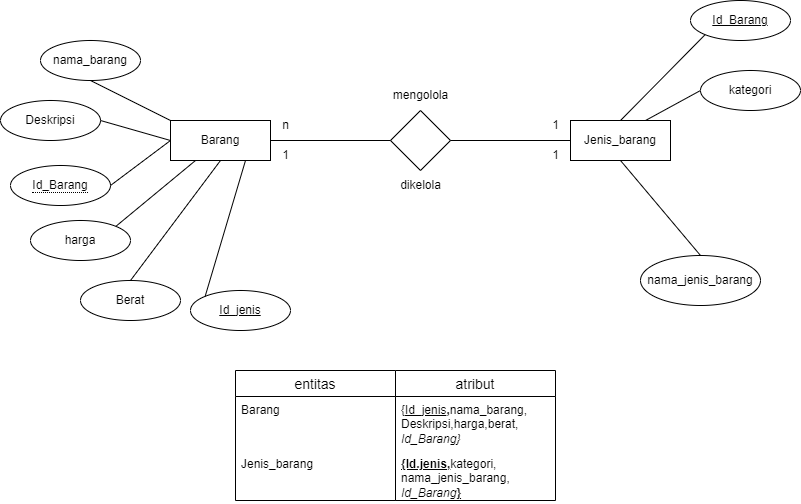 Id_Barang
nama_barang
kategori
mengolola
Deskripsi
n
1
Barang
Jenis_barang
1
1
Id_Barang
dikelola
harga
nama_jenis_barang
Berat
Id_jenis
entitas
atribut
Barang
{Id_jenis,nama_barang,
Deskripsi,harga,berat,
Id_Barang}
Jenis_barang
{Id.jenis,kategori,
nama_jenis_barang,
Id_Barang}